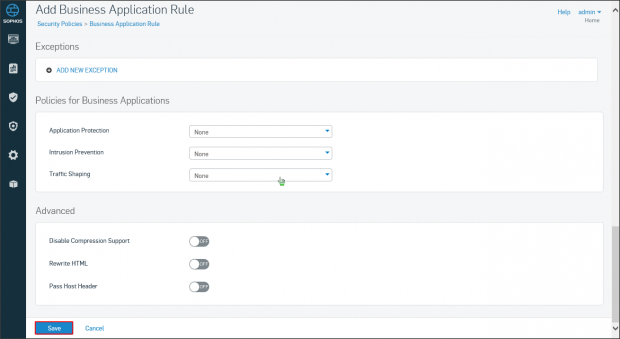 SOPHOS
Add Business Application Rule
Help admin
Security Policies » Business Application Rule
Home
Exceptions
ADD NEW EXCEPTION
Policies for Business Applications
Application Protection None
Intrusion Prevention None
Traffic Shaping None
Advanced
Disable Compression Support OFF
Rewrite HTML OFF
Pass Host Header OFF
Save Cancel